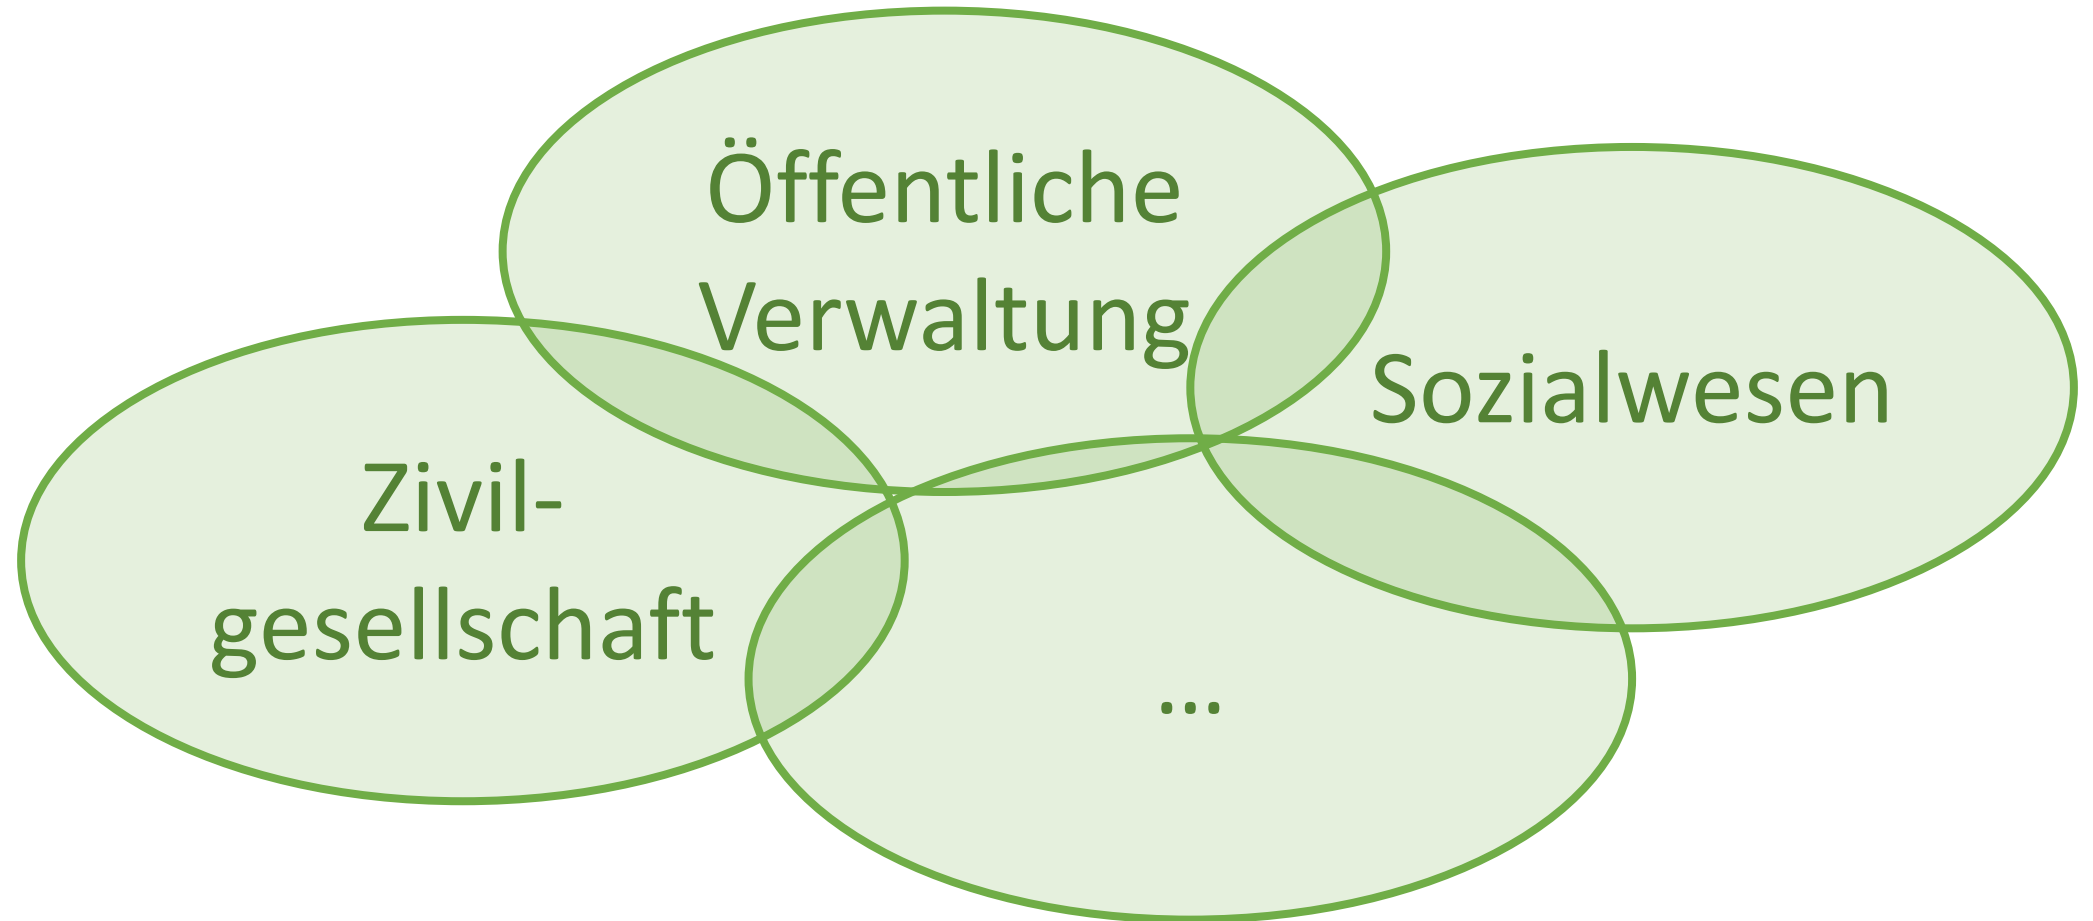 Öffentliche
Verwaltung
Sozialwesen
Zivil-
gesellschaft
...